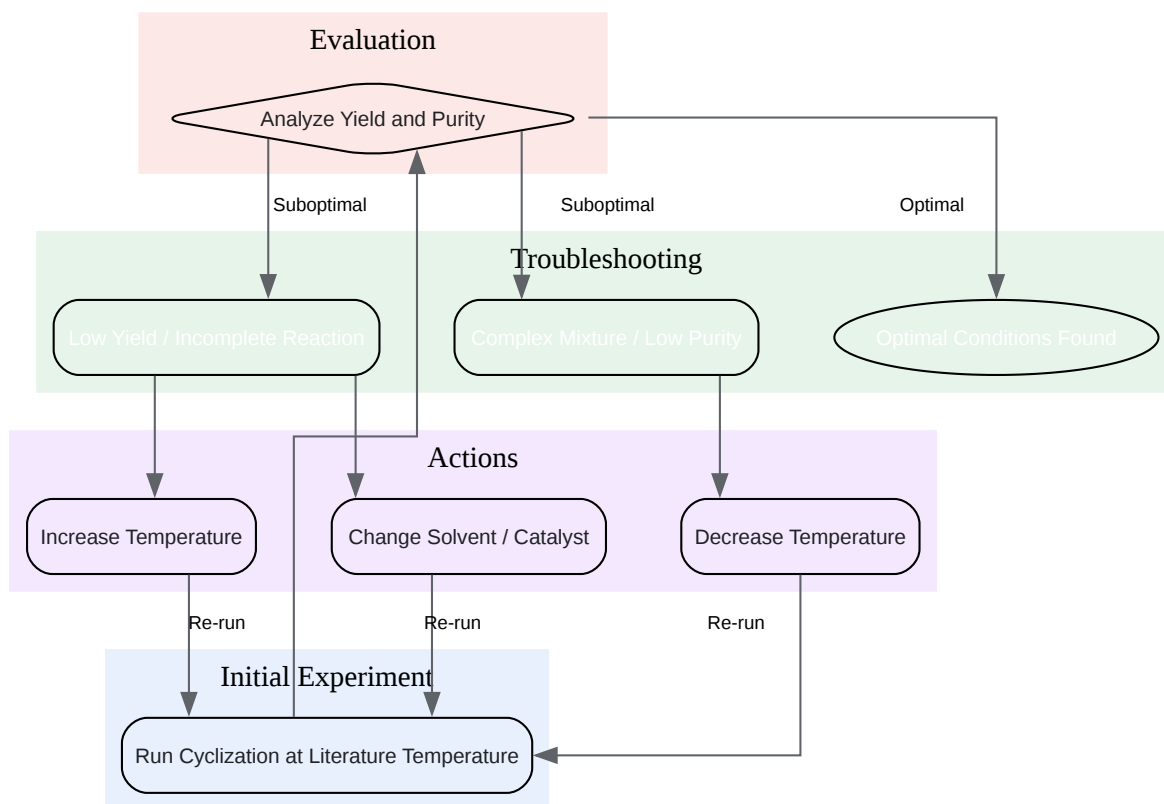 Evaluation
Analyze Yield and Purity
Suboptimal
Suboptimal
Optimal
Troubleshooting
Low Yield / Incomplete Reaction
Complex Mixture / Low Purity
Optimal Conditions Found
Actions
Increase Temperature
Change Solvent / Catalyst
Decrease Temperature
Re-run
Re-run
Re-run
Initial Experiment
Run Cyclization at Literature Temperature